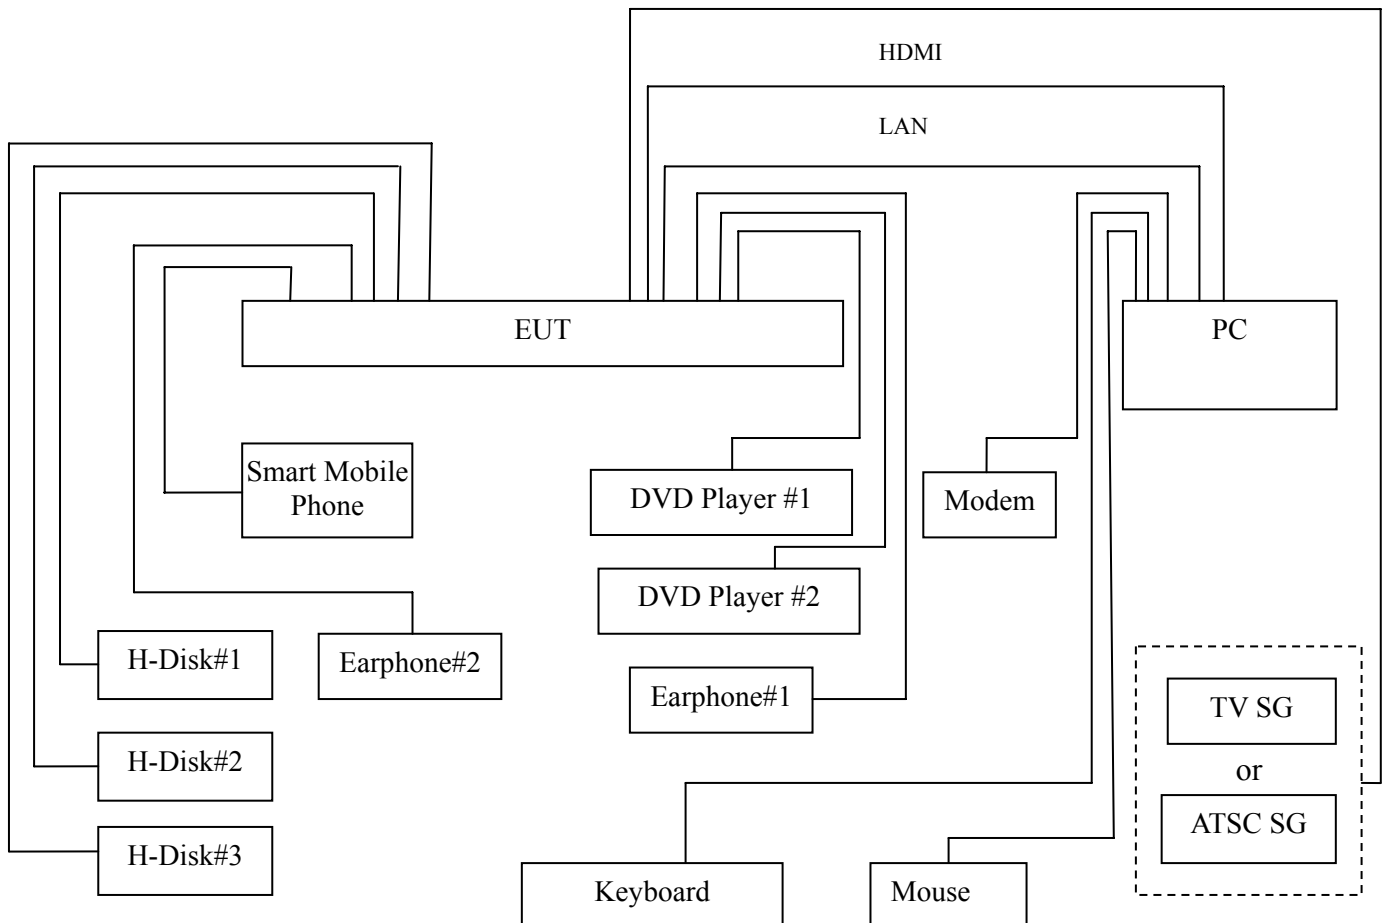 HDMI
LAN
EUT
PC
Smart Mobile
Phone
DVD Player #1
Modem
DVD Player #2
H-Disk#1
Earphone#2
Earphone#1
TV SG
or
H-Disk#2
ATSC SG
H-Disk#3
Keyboard
Mouse